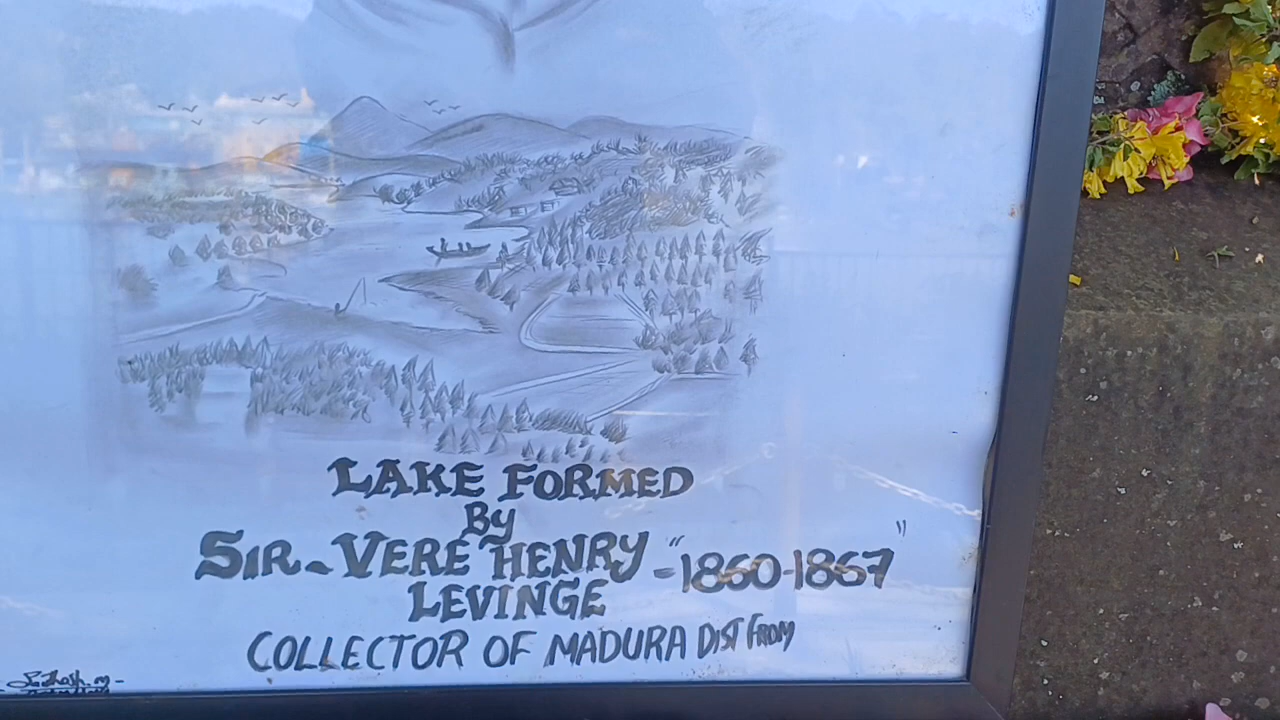 LAKE FORMED
By
SIR-VERE HENRY "-1860-1867"
LEVINGE
COLLECTOR OF MADURA DIST FROM